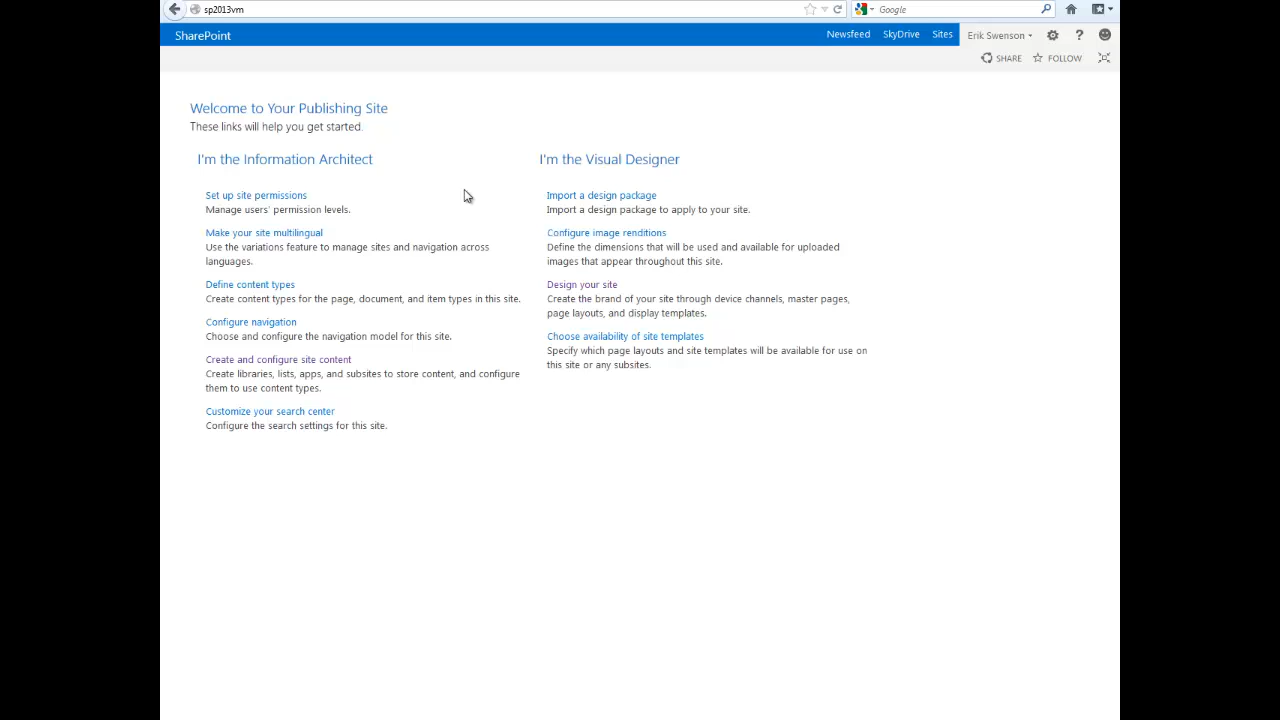 sp2013vm
Google
SharePoint
Newsfeed SkyDrive Sites Erik Swenson
SHARE FOLLOW
Welcome to Your Publishing Site
These links will help you get started.
I'm the Information Architect
Set up site permissions
Manage users' permission levels.
Make your site multilingual
Use the variations feature to manage sites and navigation across
languages.
Define content types
Create content types for the page, document, and item types in this site.
Configure navigation
Choose and configure the navigation model for this site.
Create and configure site content
Create libraries, lists, apps, and subsites to store content, and configure
them to use content types.
Customize your search center
Configure the search settings for this site.
I'm the Visual Designer
Import a design package
Import a design package to apply to your site.
Configure image renditions
Define the dimensions that will be used and available for uploaded
images that appear throughout this site.
Design your site
Create the brand of your site through device channels, master pages,
page layouts, and display templates.
Choose availability of site templates
Specify which page layouts and site templates will be available for use on
this site or any subsites.